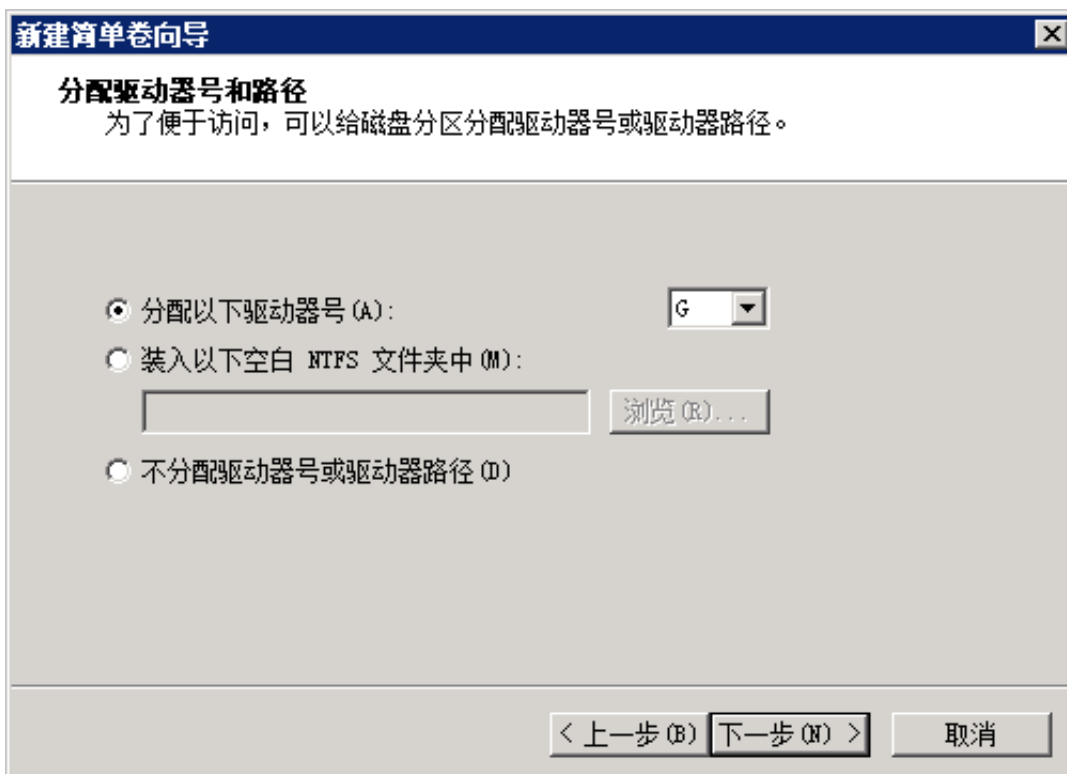 新建简单卷向导
分配驱动器号和路径
为了便于访问，可以给磁盘分区分配驱动器号或驱动器路径。
分配以下驱动器号(A): G
装入以下空白 NTFS 文件夹中(M):
浏览(R)...
不分配驱动器号或驱动器路径(D)
< 上一步(B) 下一步(N) > 取消